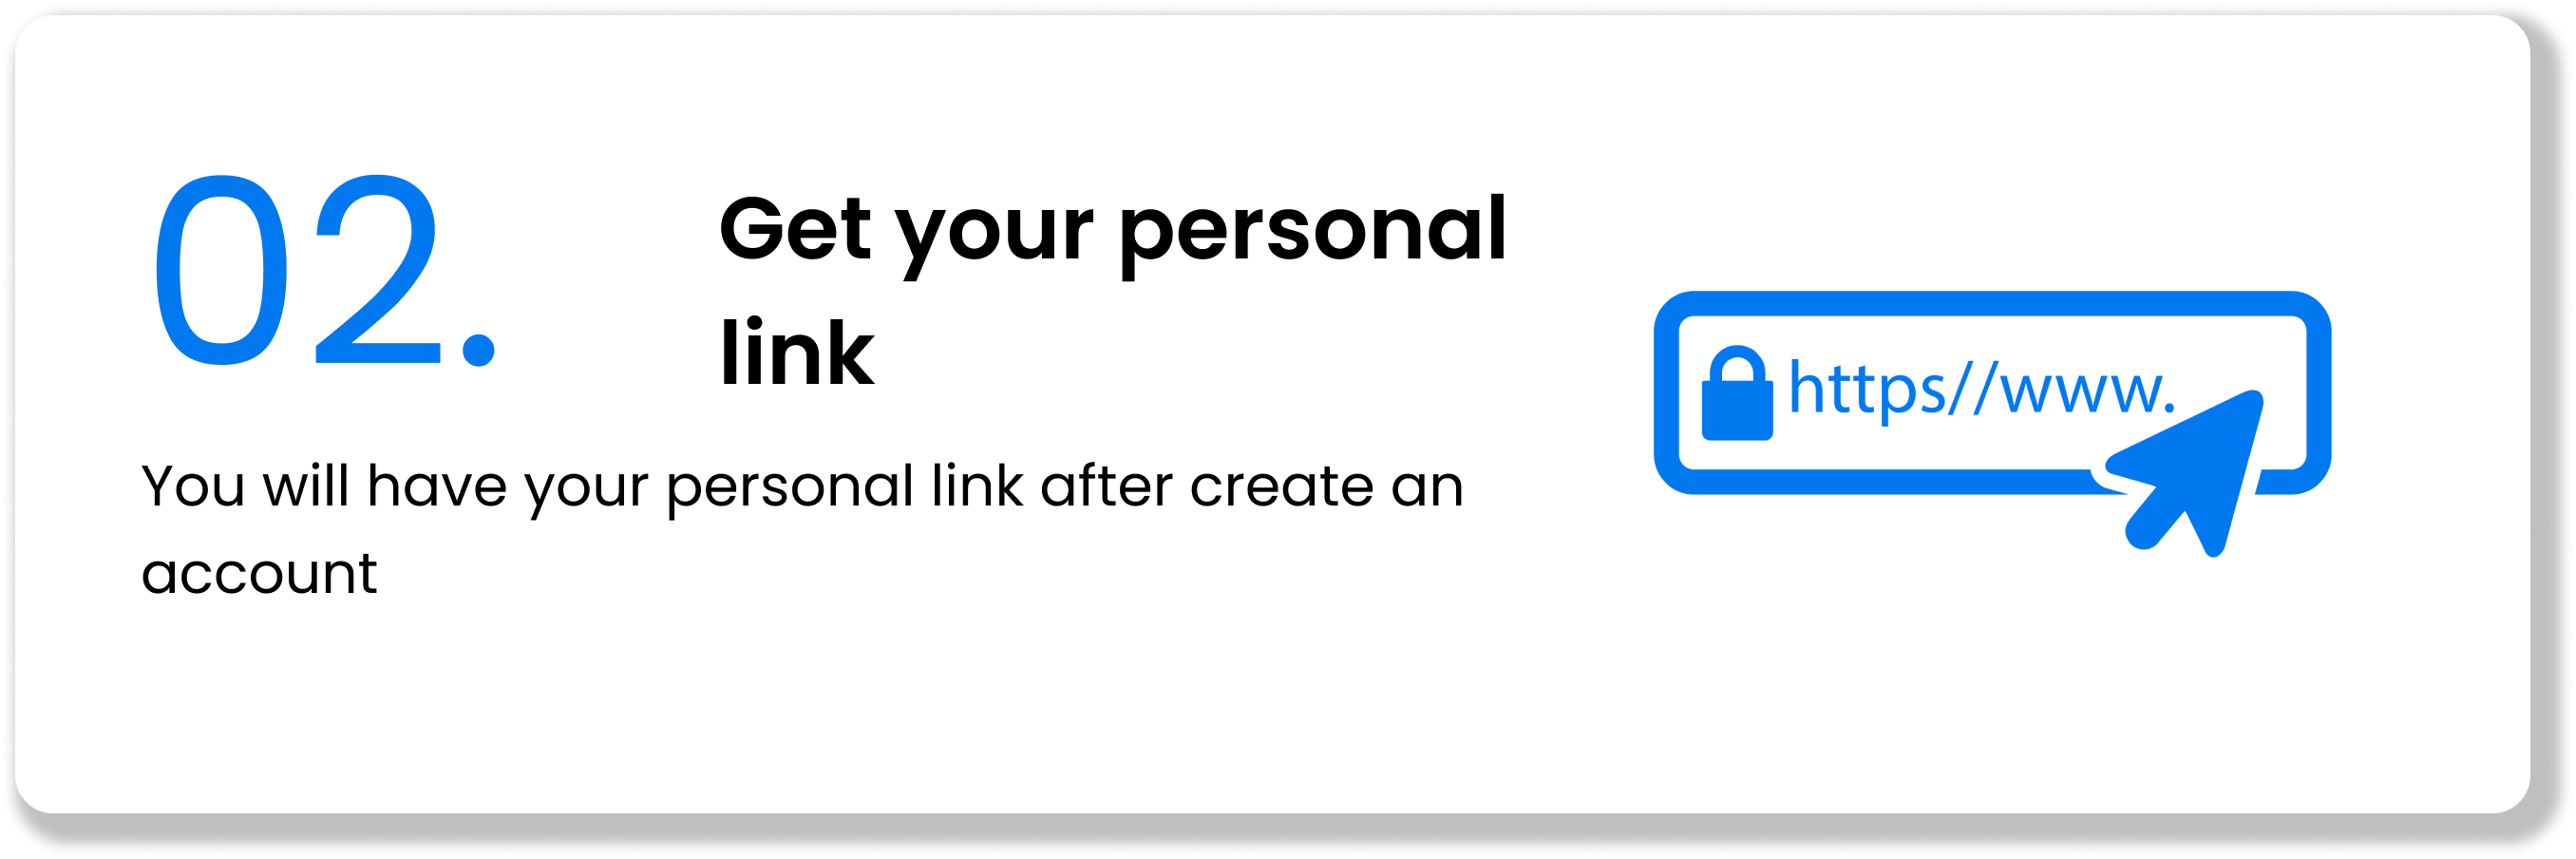 02.
Get your personal
link
You will have your personal link after create an
account
https//www.